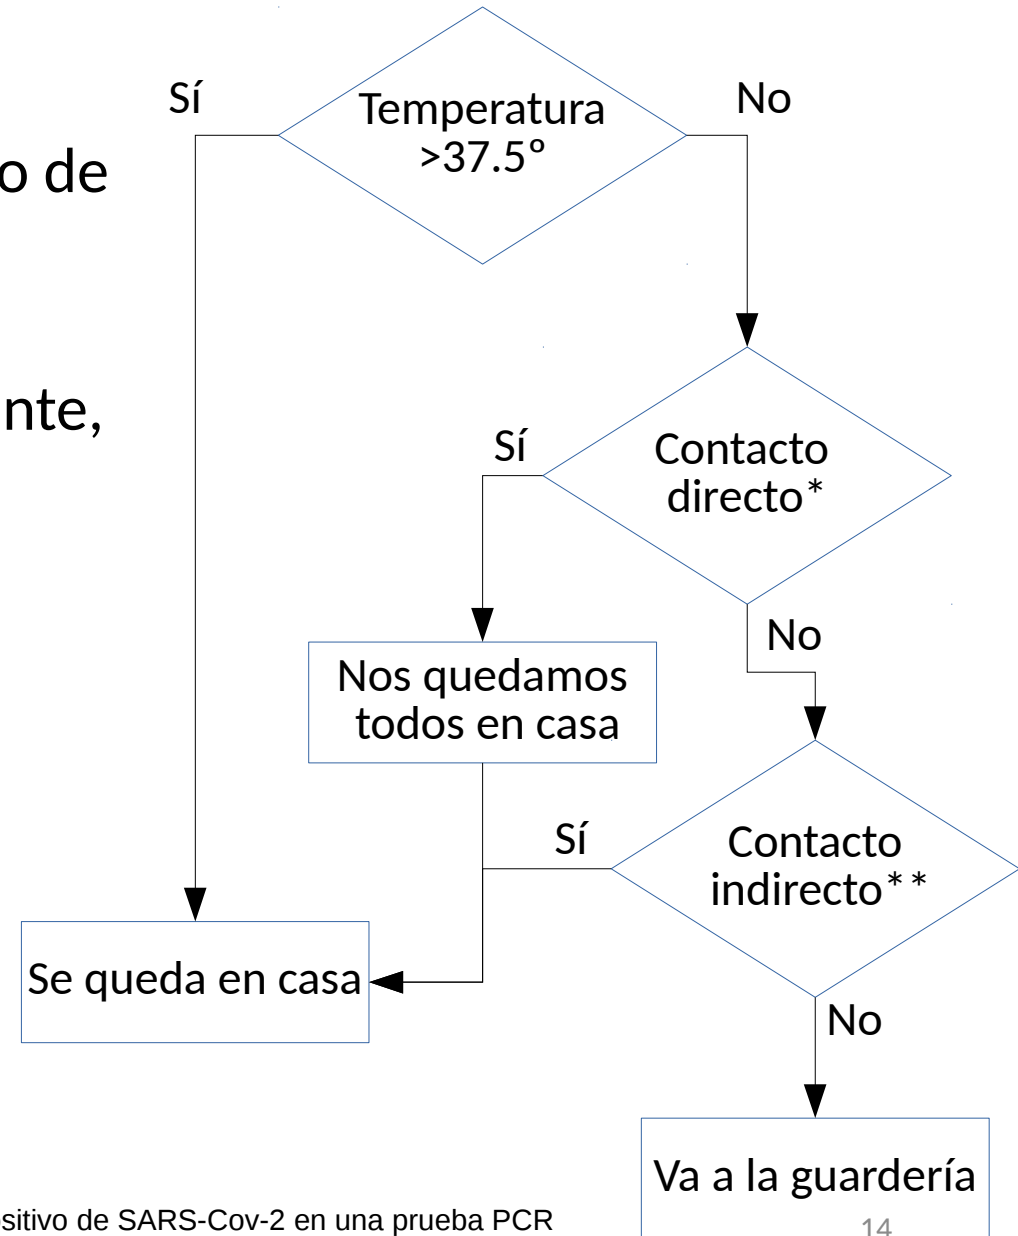 Sí
No
Temperatura
>37.5º
o de
nte,
Sí
Contacto
directo*
No
Nos quedamos
todos en casa
Sí
Contacto
indirecto**
Se queda en casa
No
Va a la guardería
sitivo de SARS-Cov-2 en una prueba PCR
14